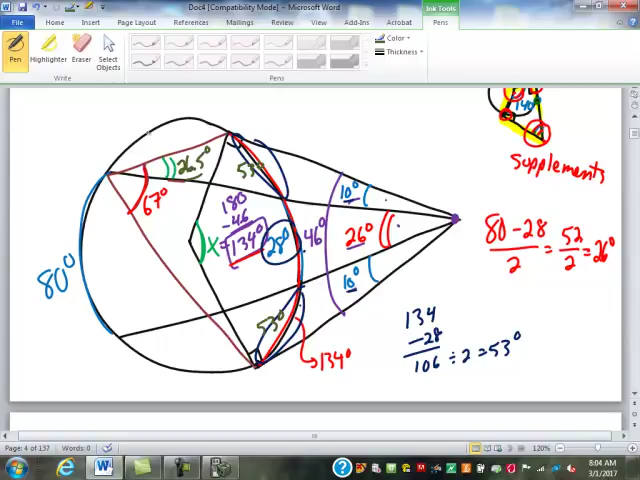 Doc4 [Compatibility Mode] - Microsoft Word
Ink Tools
File
Home
Insert
Page Layout
References
Mailings
Review
View
Add-Ins
Acrobat
Pens
Pen
Highlighter
Eraser
Select Objects
Color
Thickness
Write
Pens
140°
Supplements
26.5°
53°
67°
180
-46
X=134°
28°
46°
10°
26°
10°
80°
53°
134°
80-28
2
= 52
2
= 26°
134
-28
106 ÷ 2 = 53°
Page: 4 of 137
Words: 0
120%
8:04 AM
3/1/2017